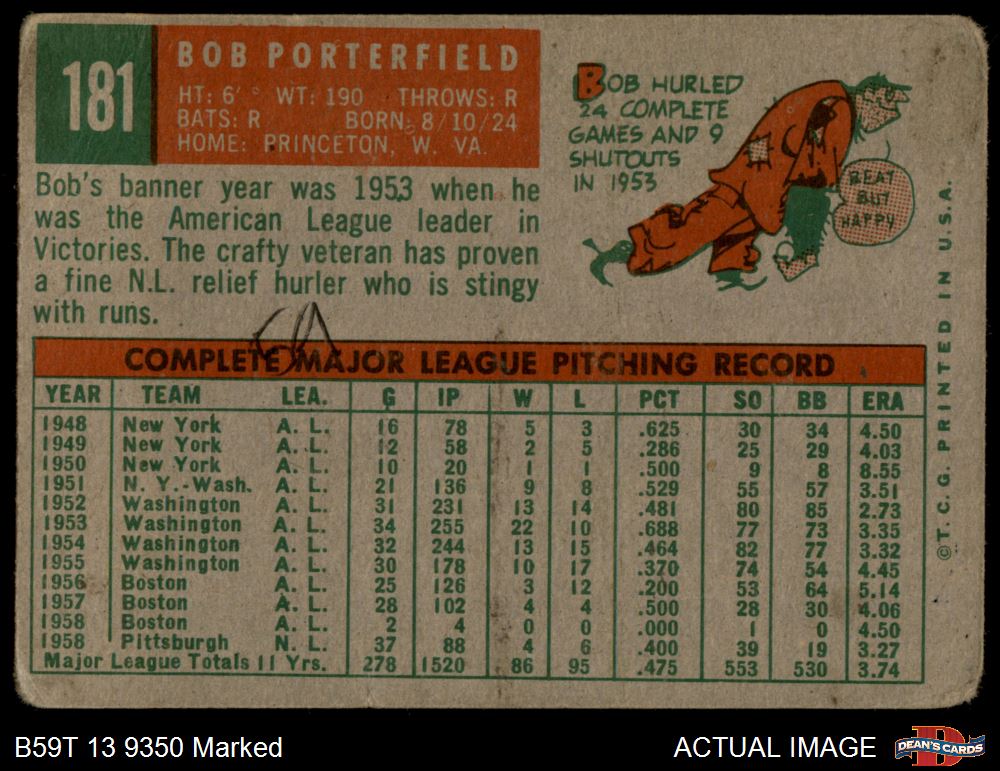 181
BOB PORTERFIELD
HT: 6' ° WT: 190 THROWS: R
BATS: R BORN: 8/10/24
HOME: PRINCETON, W. VA.
Bob's banner year was 1953 when he
was the American League leader in
Victories. The crafty veteran has proven
a fine N.L. relief hurler who is stingy
with runs.
BOB HURLED
24 COMPLETE
GAMES AND 9
SHUTOUTS
IN 1953
BEAT
BUT
HAPPY
COMPLETE MAJOR LEAGUE PITCHING RECORD
YEAR TEAM LEA. G IP W L PCT SO BB ERA
1948 New York A. L. 16 78 5 3 .625 30 34 4.50
1949 New York A. L. 12 58 2 5 .286 25 29 4.03
1950 New York A. L. 10 20 1 1 .500 9 8 8.55
1951 N. Y.-Wash. A. L. 21 136 9 8 .529 55 57 3.51
1952 Washington A. L. 31 231 13 14 .481 80 85 2.73
1953 Washington A. L. 34 255 22 10 .688 77 73 3.35
1954 Washington A. L. 32 244 13 15 .464 82 77 3.32
1955 Washington A. L. 30 178 10 17 .370 74 54 4.45
1956 Boston A. L. 25 126 3 12 .200 53 64 5.14
1957 Boston A. L. 28 102 4 4 .500 28 30 4.06
1958 Boston A. L. 2 4 0 0 .000 1 0 4.50
1958 Pittsburgh N. L. 37 88 4 6 .400 39 19 3.27
Major League Totals 11 Yrs. 278 1520 86 95 .475 553 530 3.74
©T. C. G. PRINTED IN U.S.A.
B59T 13 9350 Marked
ACTUAL IMAGE
DEAN'S CARDS